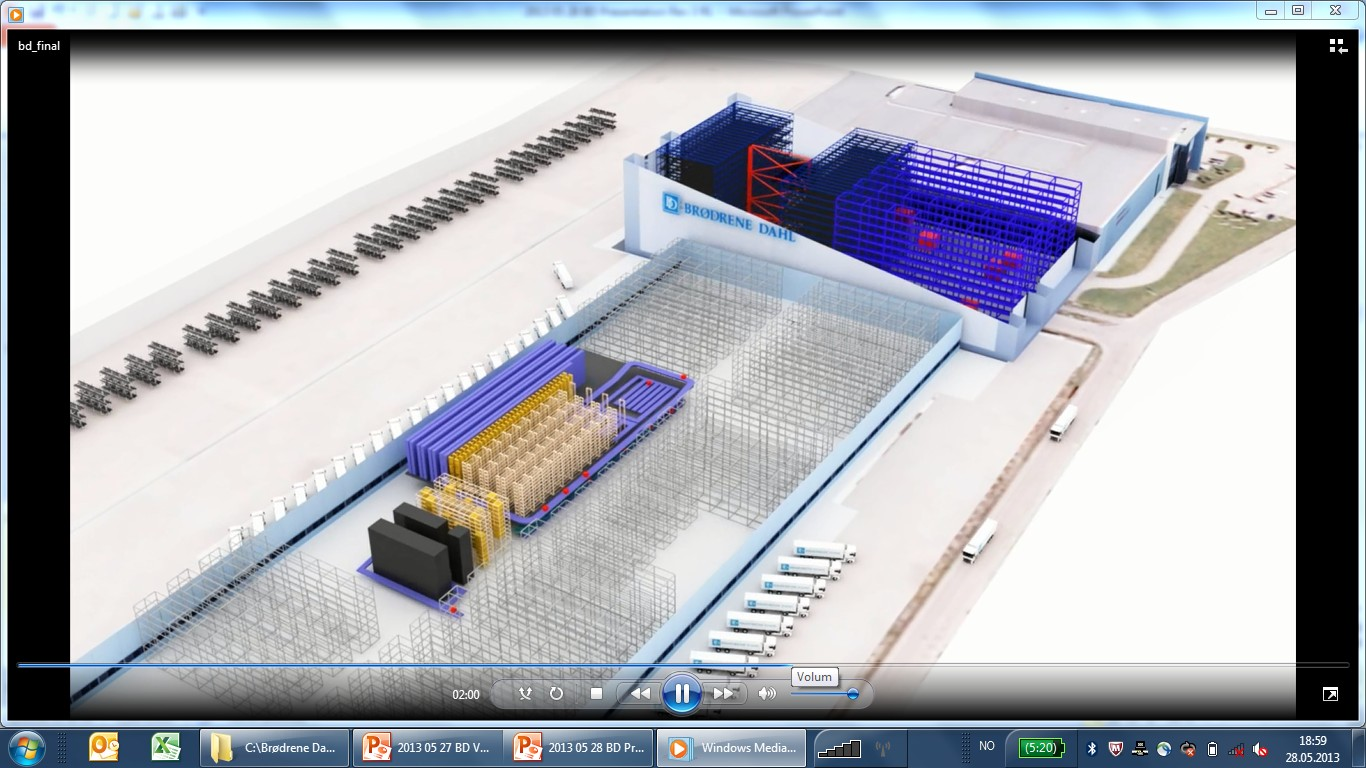 bd_final
BRØDRENE DAHL
Volum
02:00
C:\Brødrene Da...
2013 05 27 BD V...
2013 05 28 BD Pr...
Windows Media...
NO
(5:20)
18:59
28.05.2013